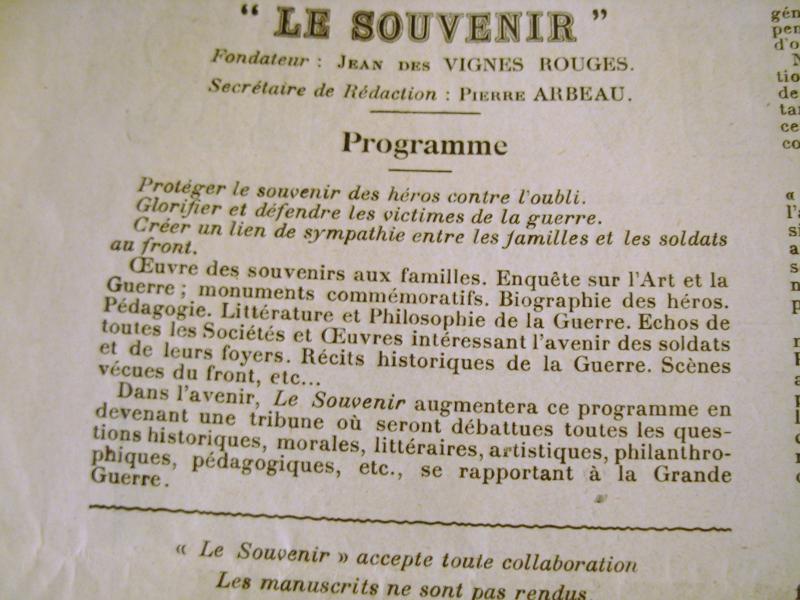 “ LE SOUVENIR ”
Fondateur : JEAN DES VIGNES ROUGES.
Secrétaire de Rédaction : PIERRE ARBEAU.
Programme
Protéger le souvenir des héros contre l'oubli.
Glorifier et défendre les victimes de la guerre.
Créer un lien de sympathie entre les familles et les soldats
au front.
Œuvre des souvenirs aux familles. Enquête sur l'Art et la
Guerre ; monuments commémoratifs. Biographie des héros.
Pédagogie. Littérature et Philosophie de la Guerre. Echos de
toutes les Sociétés et Œuvres intéressant l'avenir des soldats
et de leurs foyers. Récits historiques de la Guerre. Scènes
vécues du front, etc...
Dans l'avenir, Le Souvenir augmentera ce programme en
devenant une tribune où seront débattues toutes les ques-
tions historiques, morales, littéraires, artistiques, philanthro-
phiques, pédagogiques, etc., se rapportant à la Grande
Guerre.
« Le Souvenir » accepte toute collaboration
Les manuscrits ne sont pas rendus.